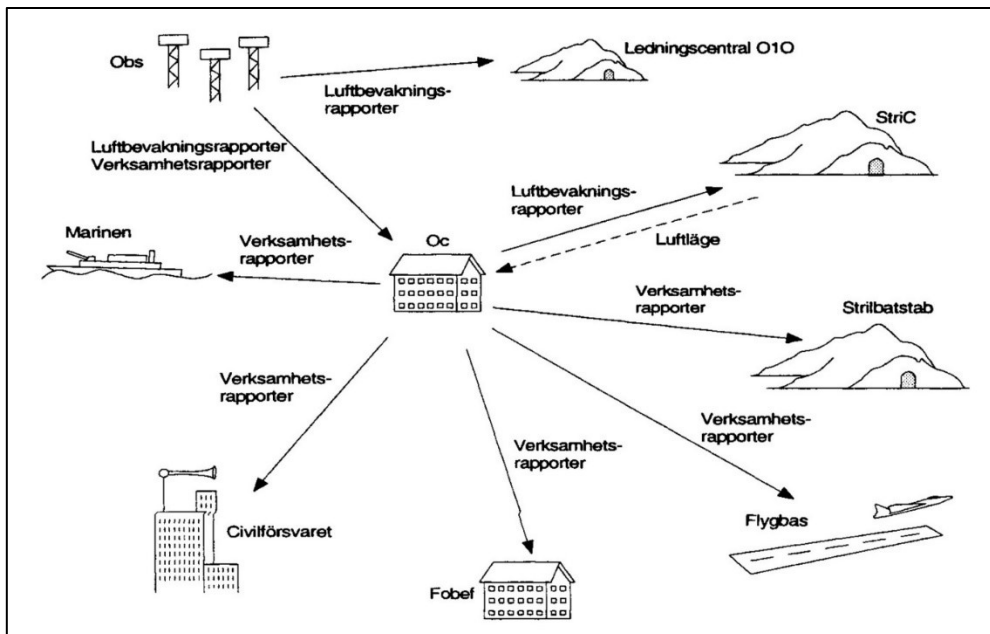 Obs
Ledningscentral O1O
Luftbevaknings-
rapporter
StriC
Luftbevakningsrapporter
Verksamhetsrapporter
Luftbevaknings-
rapporter
Luftläge
Marinen
Verksamhets-
rapporter
Oc
Verksamhets-
rapporter
Strilbatstab
Verksamhets-
rapporter
Verksamhets-
rapporter
Verksamhets-
rapporter
Civilförsvaret
Flygbas
Fobef